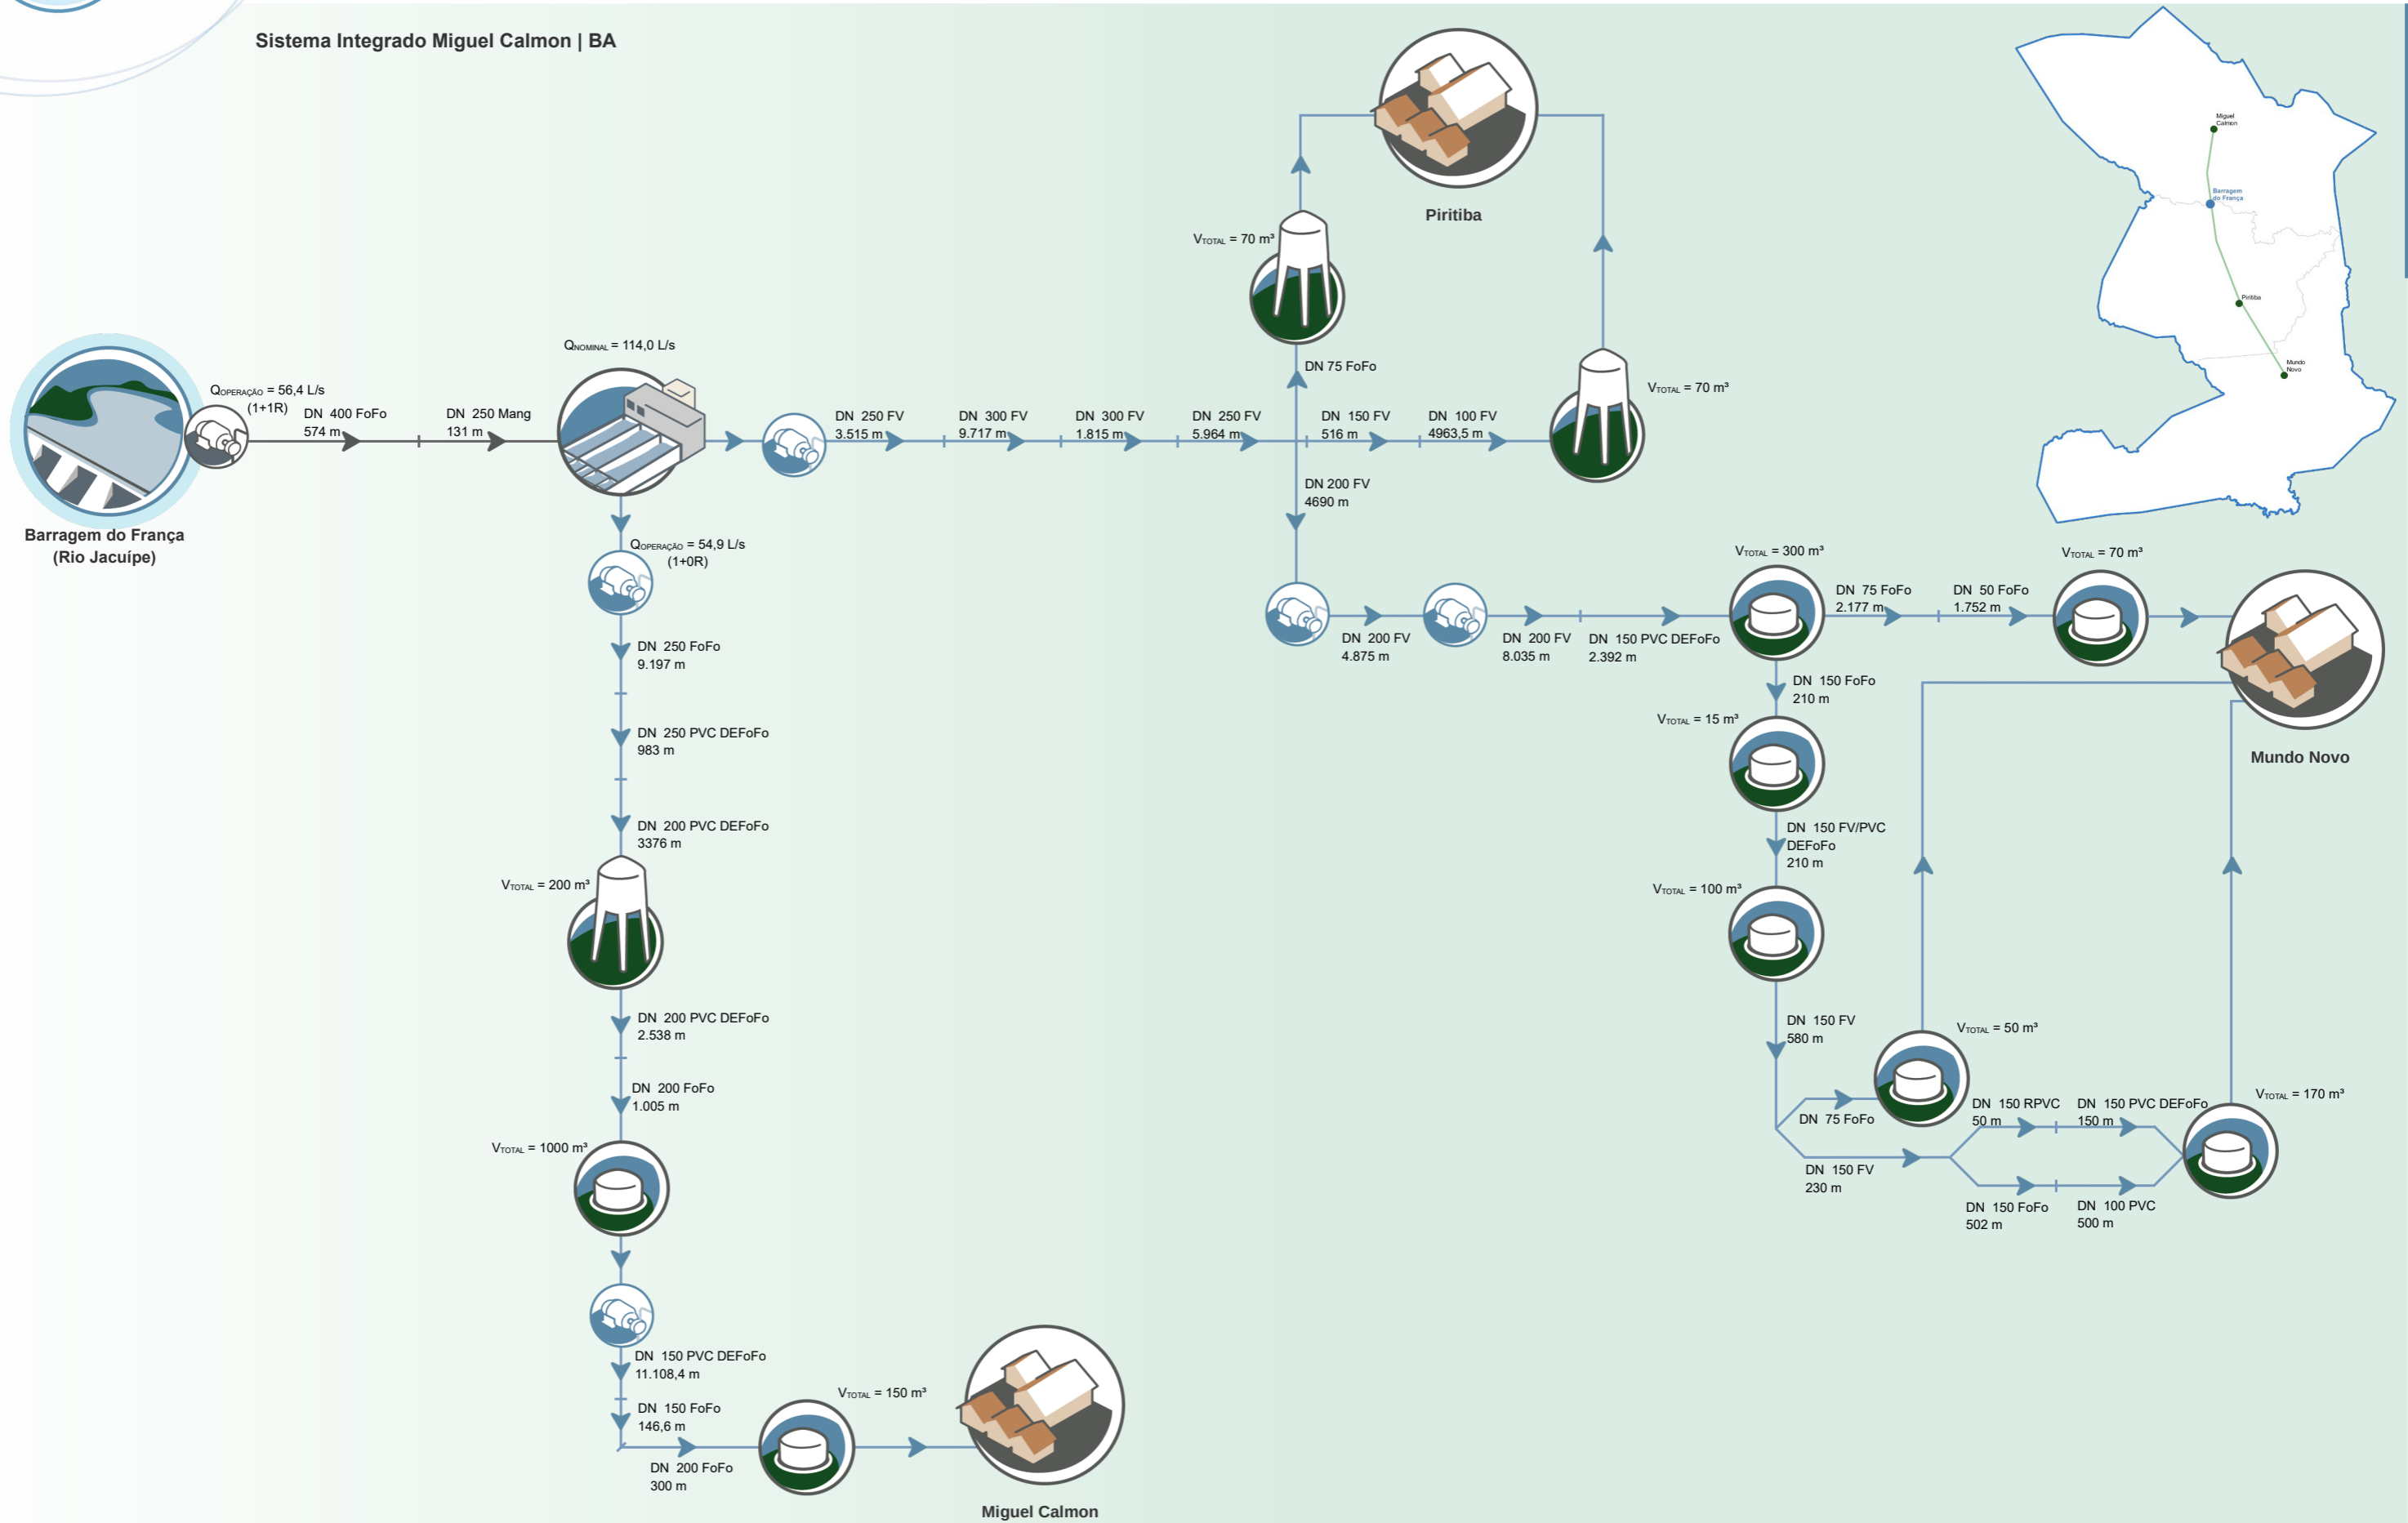 Sistema Integrado Miguel Calmon | BA
Miguel
Calmon
Barragem
do França
Piritiba
Mundo
Novo
Piritiba
VTOTAL = 70 m³
DN 75 FoFo
VTOTAL = 70 m³
QNOMINAL = 114,0 L/s
QOPERAÇÃO = 56,4 L/s
(1+1R)
DN 400 FoFo
574 m
DN 250 Mang
131 m
Barragem do França
(Rio Jacuípe)
DN 250 FV
3.515 m
DN 300 FV
9.717 m
DN 300 FV
1.815 m
DN 250 FV
5.964 m
DN 150 FV
516 m
DN 100 FV
4963,5 m
DN 200 FV
4690 m
DN 200 FV
4.875 m
DN 200 FV
8.035 m
DN 150 PVC DEFoFo
2.392 m
VTOTAL = 300 m³
DN 75 FoFo
2.177 m
DN 50 FoFo
1.752 m
VTOTAL = 70 m³
Mundo Novo
DN 150 FoFo
210 m
VTOTAL = 15 m³
DN 150 FV/PVC
DEFoFo
210 m
VTOTAL = 100 m³
DN 150 FV
580 m
VTOTAL = 50 m³
DN 75 FoFo
DN 150 FV
230 m
DN 150 RPVC
50 m
DN 150 PVC DEFoFo
150 m
DN 150 FoFo
502 m
DN 100 PVC
500 m
VTOTAL = 170 m³
QOPERAÇÃO = 54,9 L/s
(1+0R)
DN 250 FoFo
9.197 m
DN 250 PVC DEFoFo
983 m
DN 200 PVC DEFoFo
3376 m
VTOTAL = 200 m³
DN 200 PVC DEFoFo
2.538 m
DN 200 FoFo
1.005 m
VTOTAL = 1000 m³
DN 150 PVC DEFoFo
11.108,4 m
DN 150 FoFo
146,6 m
DN 200 FoFo
300 m
VTOTAL = 150 m³
Miguel Calmon